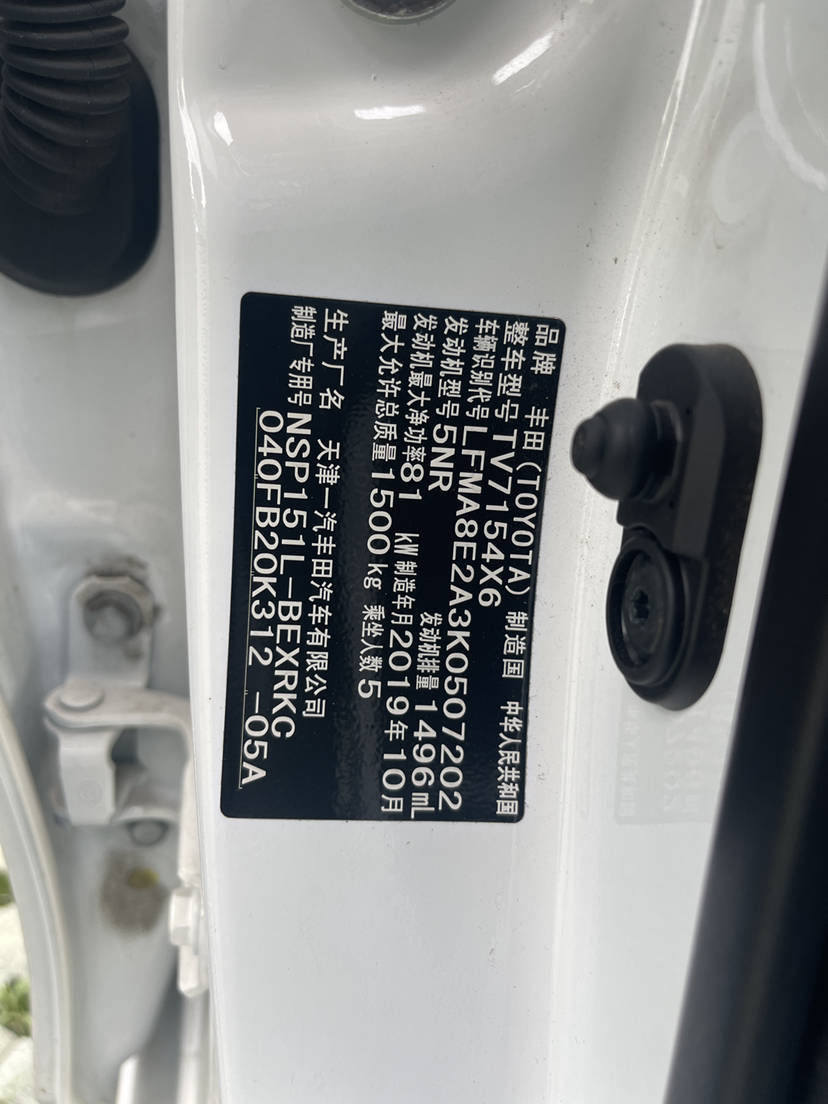 品牌 丰田(TOYOTA) 制造国 中华人民共和国
整车型号 TV7154X6
车辆识别代号 LFMA8E2A3K0507202
发动机型号 5NR 发动机排量 1496 mL
发动机最大净功率 81 kW 制造年月 2019年10月
最大允许总质量 1500 kg 乘坐人数 5
生产厂名 天津一汽丰田汽车有限公司
制造厂专用号 NSP151L-BEXRKC
040FB20K312 -05A